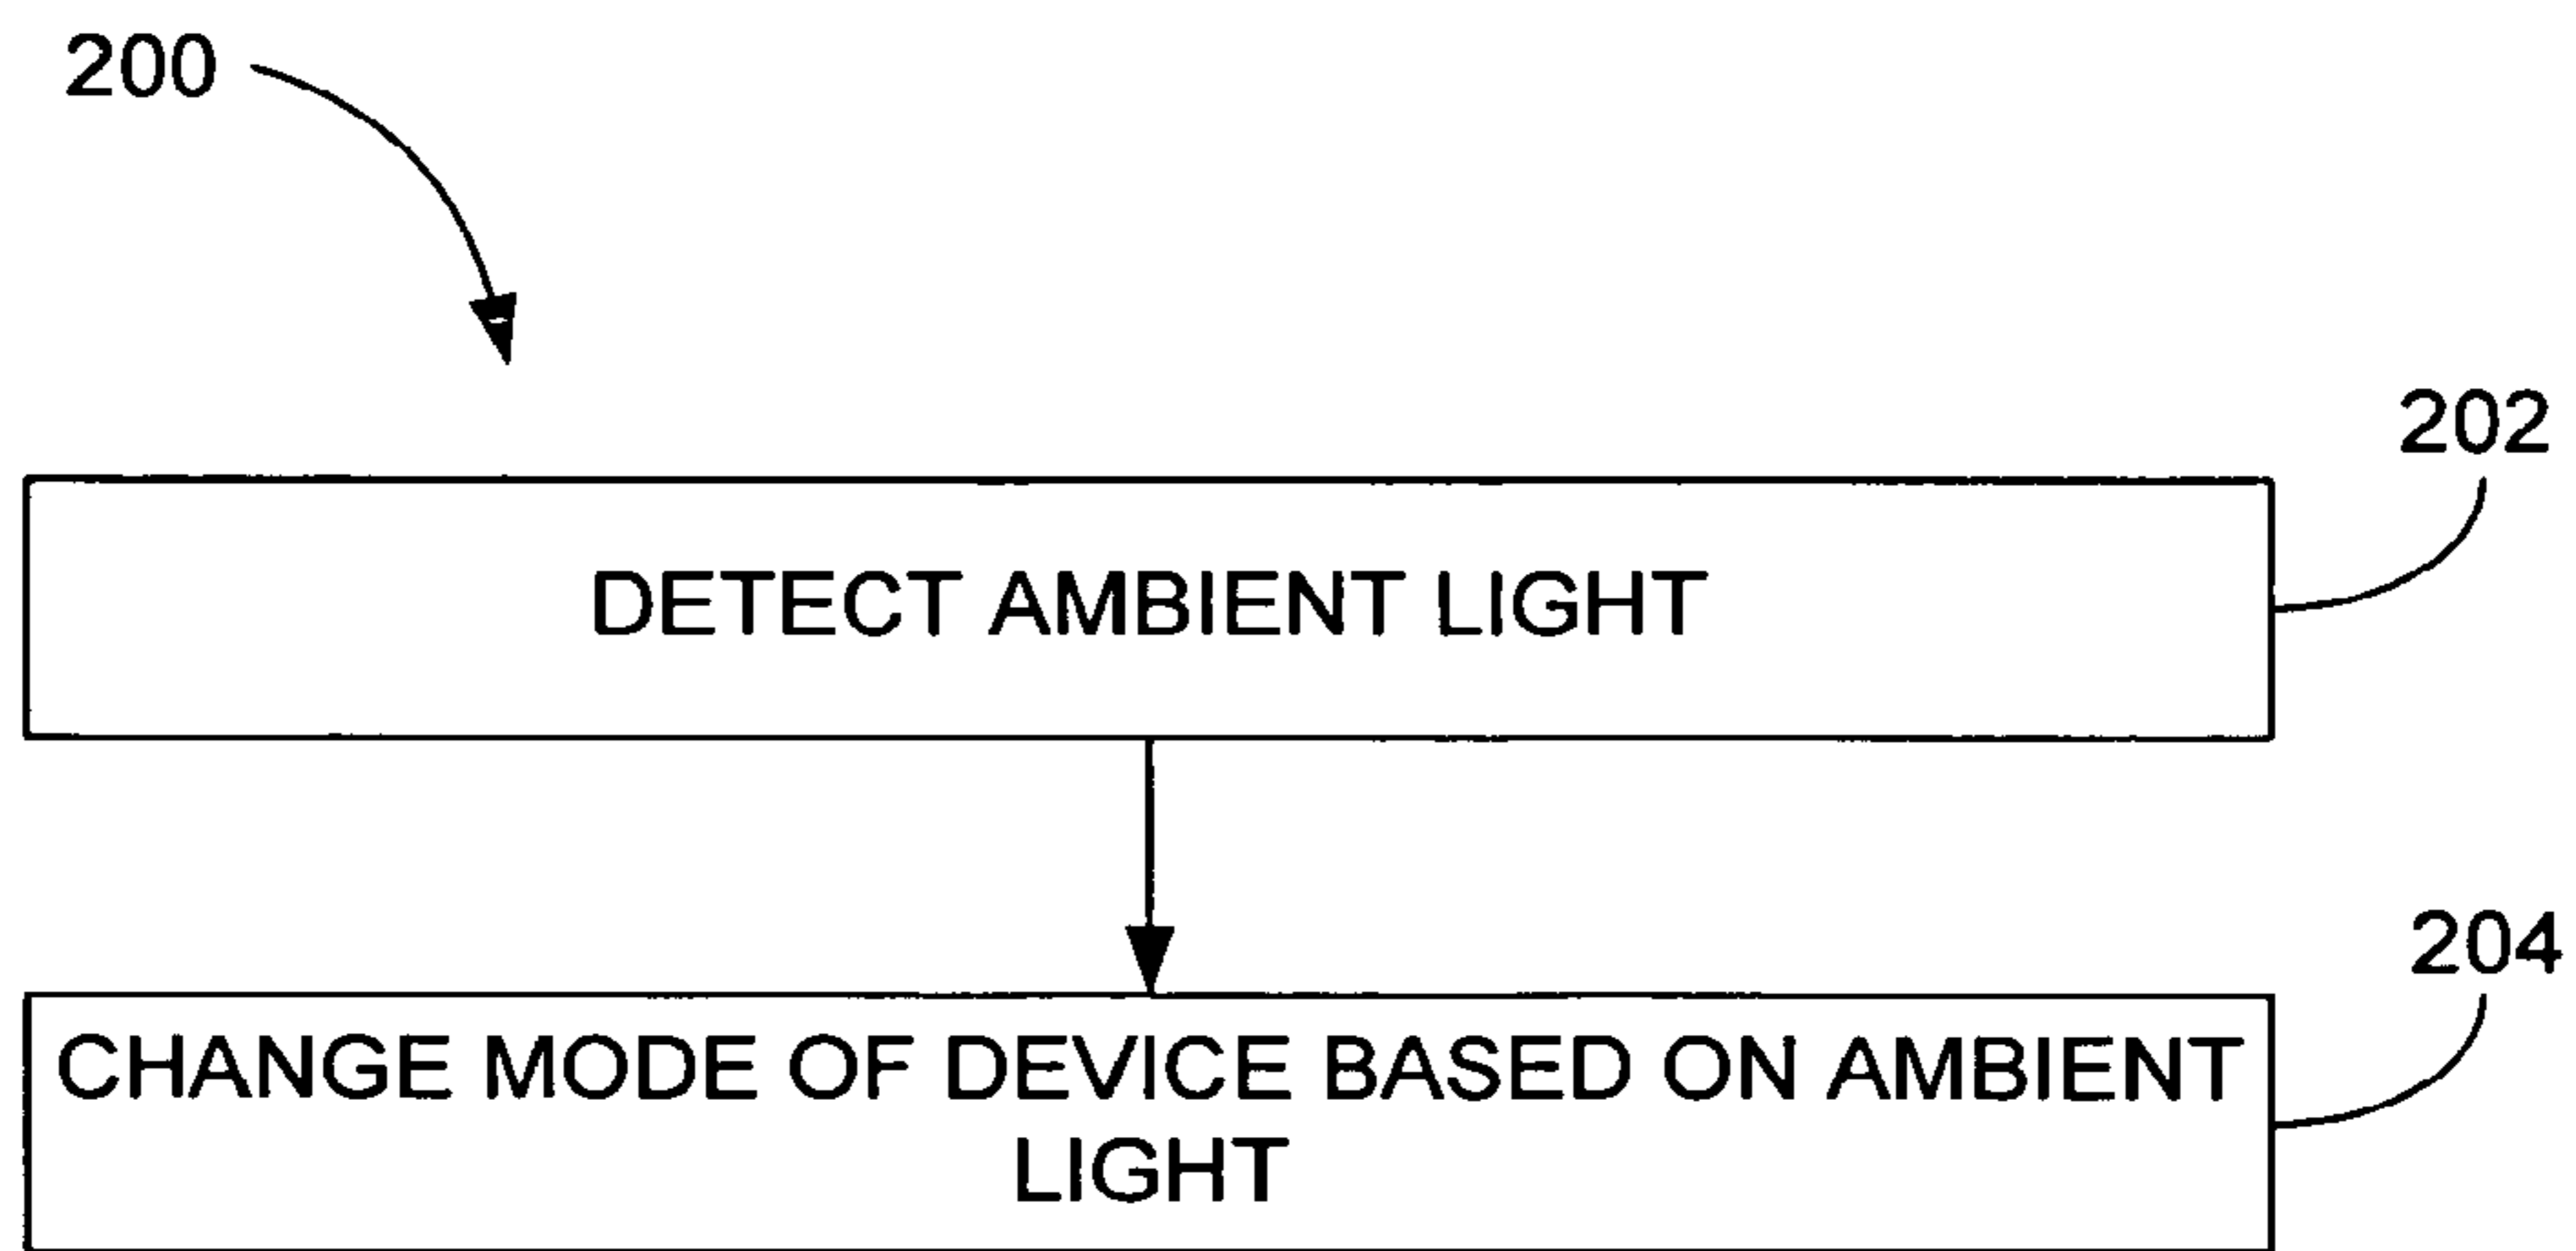 200
202
DETECT AMBIENT LIGHT
204
CHANGE MODE OF DEVICE BASED ON AMBIENT
LIGHT